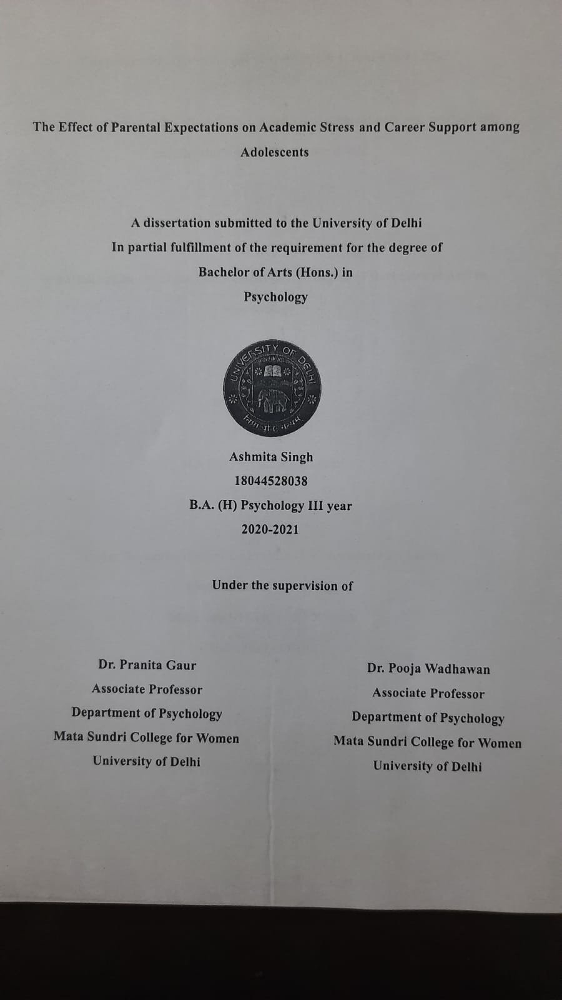 The Effect of Parental Expectations on Academic Stress and Career Support among
Adolescents
A dissertation submitted to the University of Delhi
In partial fulfillment of the requirement for the degree of
Bachelor of Arts (Hons.) in
Psychology
UNIVERSITY OF DELHI
Ashmita Singh
18044528038
B.A. (H) Psychology III year
2020-2021
Under the supervision of
Dr. Pranita Gaur
Associate Professor
Department of Psychology
Mata Sundri College for Women
University of Delhi
Dr. Pooja Wadhawan
Associate Professor
Department of Psychology
Mata Sundri College for Women
University of Delhi